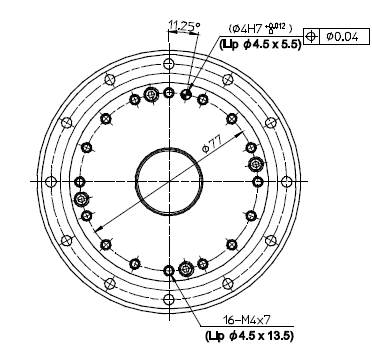 11.25°
(φ4H7 +0.012 0)
(Lip φ4.5 x 5.5)
⌖ φ0.04
φ77
16-M4x7
(Lip φ4.5 x 13.5)